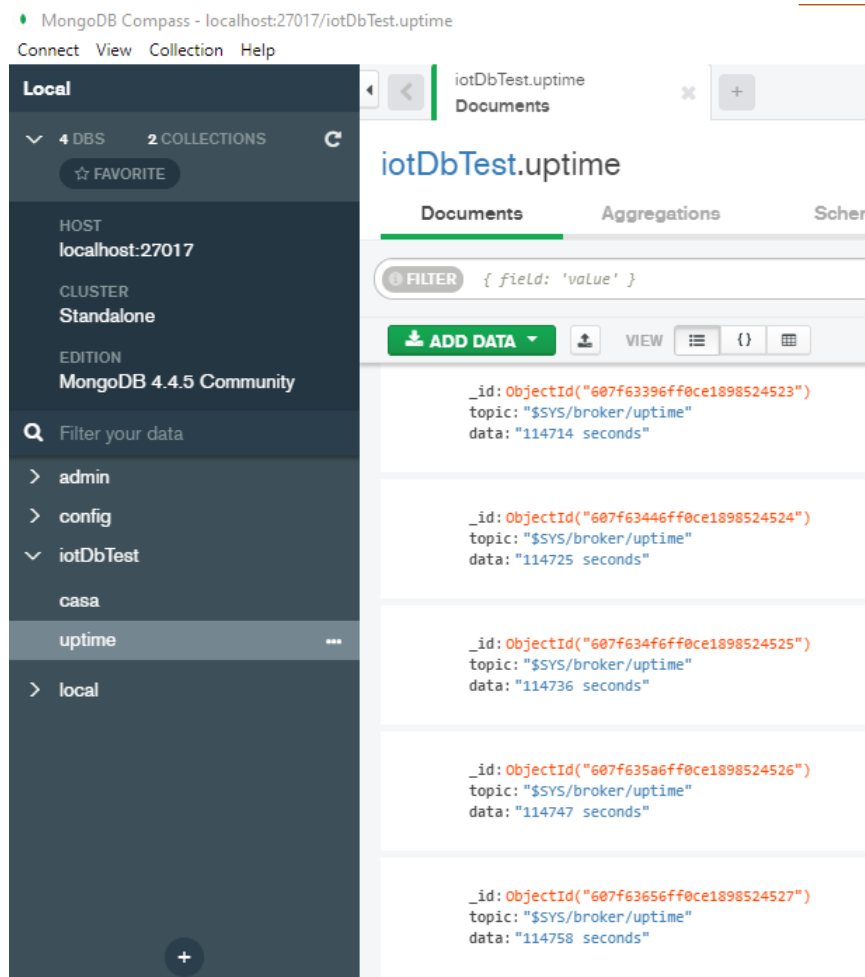 MongoDB Compass - localhost:27017/iotDbTest.uptime
Connect View Collection Help
Local
4 DBS 2 COLLECTIONS
FAVORITE
HOST
localhost:27017
CLUSTER
Standalone
EDITION
MongoDB 4.4.5 Community
Filter your data
admin
config
iotDbTest
casa
uptime
local
iotDbTest.uptime
Documents
iotDbTest.uptime
Documents Aggregations Schem
FILTER { field: 'value' }
ADD DATA VIEW {}
_id: ObjectId("607f63396ff0ce1898524523")
topic: "$SYS/broker/uptime"
data: "114714 seconds"
_id: ObjectId("607f63446ff0ce1898524524")
topic: "$SYS/broker/uptime"
data: "114725 seconds"
_id: ObjectId("607f634f6ff0ce1898524525")
topic: "$SYS/broker/uptime"
data: "114736 seconds"
_id: ObjectId("607f635a6ff0ce1898524526")
topic: "$SYS/broker/uptime"
data: "114747 seconds"
_id: ObjectId("607f63656ff0ce1898524527")
topic: "$SYS/broker/uptime"
data: "114758 seconds"